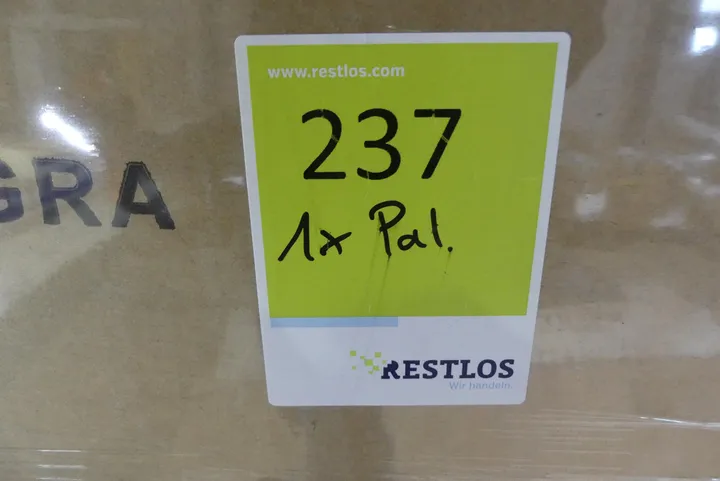 www.restlos.com
237
1x Pal.
GRA
RESTLOS
Wir handeln.